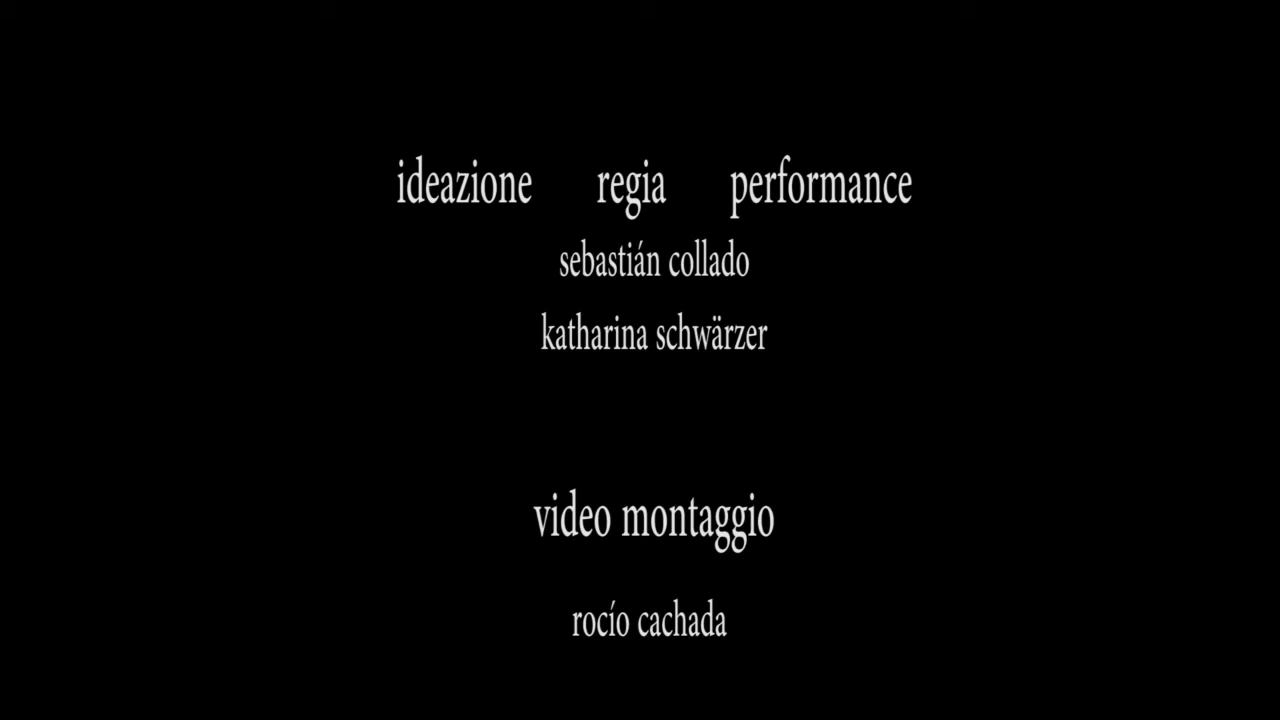 ideazione regia performance
sebastián collado
katharina schwärzer
video montaggio
rocío cachada